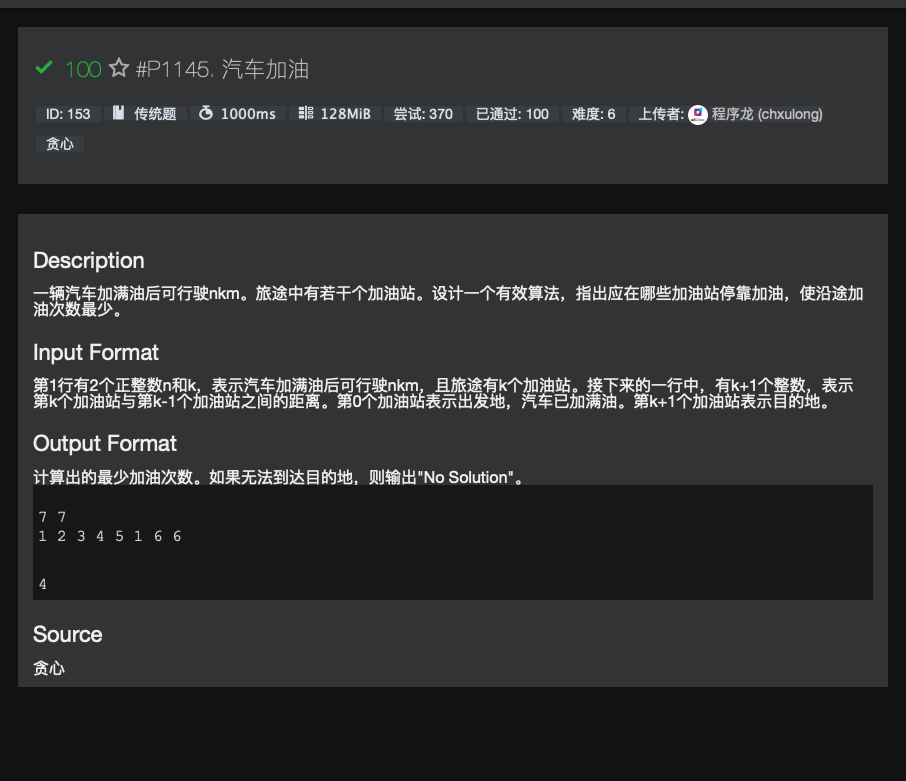 100 #P1145. 汽车加油
ID: 153 传统题 1000ms 128MiB 尝试: 370 已通过: 100 难度: 6 上传者: 程序龙 (chxulong)
贪心
Description
一辆汽车加满油后可行驶nkm。旅途中有若干个加油站。设计一个有效算法，指出应在哪些加油站停靠加油，使沿途加
油次数最少。
Input Format
第1行有2个正整数n和k，表示汽车加满油后可行驶nkm，且旅途有k个加油站。接下来的一行中，有k+1个整数，表示
第k个加油站与第k-1个加油站之间的距离。第0个加油站表示出发地，汽车已加满油。第k+1个加油站表示目的地。
Output Format
计算出的最少加油次数。如果无法到达目的地，则输出"No Solution"。
7 7
1 2 3 4 5 1 6 6
4
Source
贪心